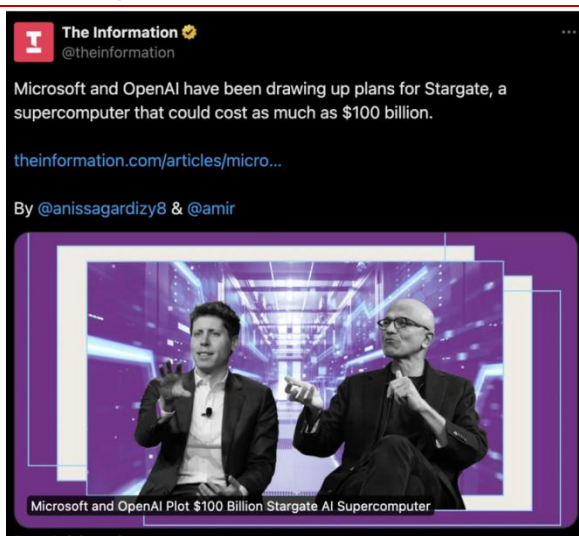 The Information
@theinformation
Microsoft and OpenAI have been drawing up plans for Stargate, a
supercomputer that could cost as much as $100 billion.
theinformation.com/articles/micro...
By @anissagardizy8 & @amir
Microsoft and OpenAI Plot $100 Billion Stargate AI Supercomputer